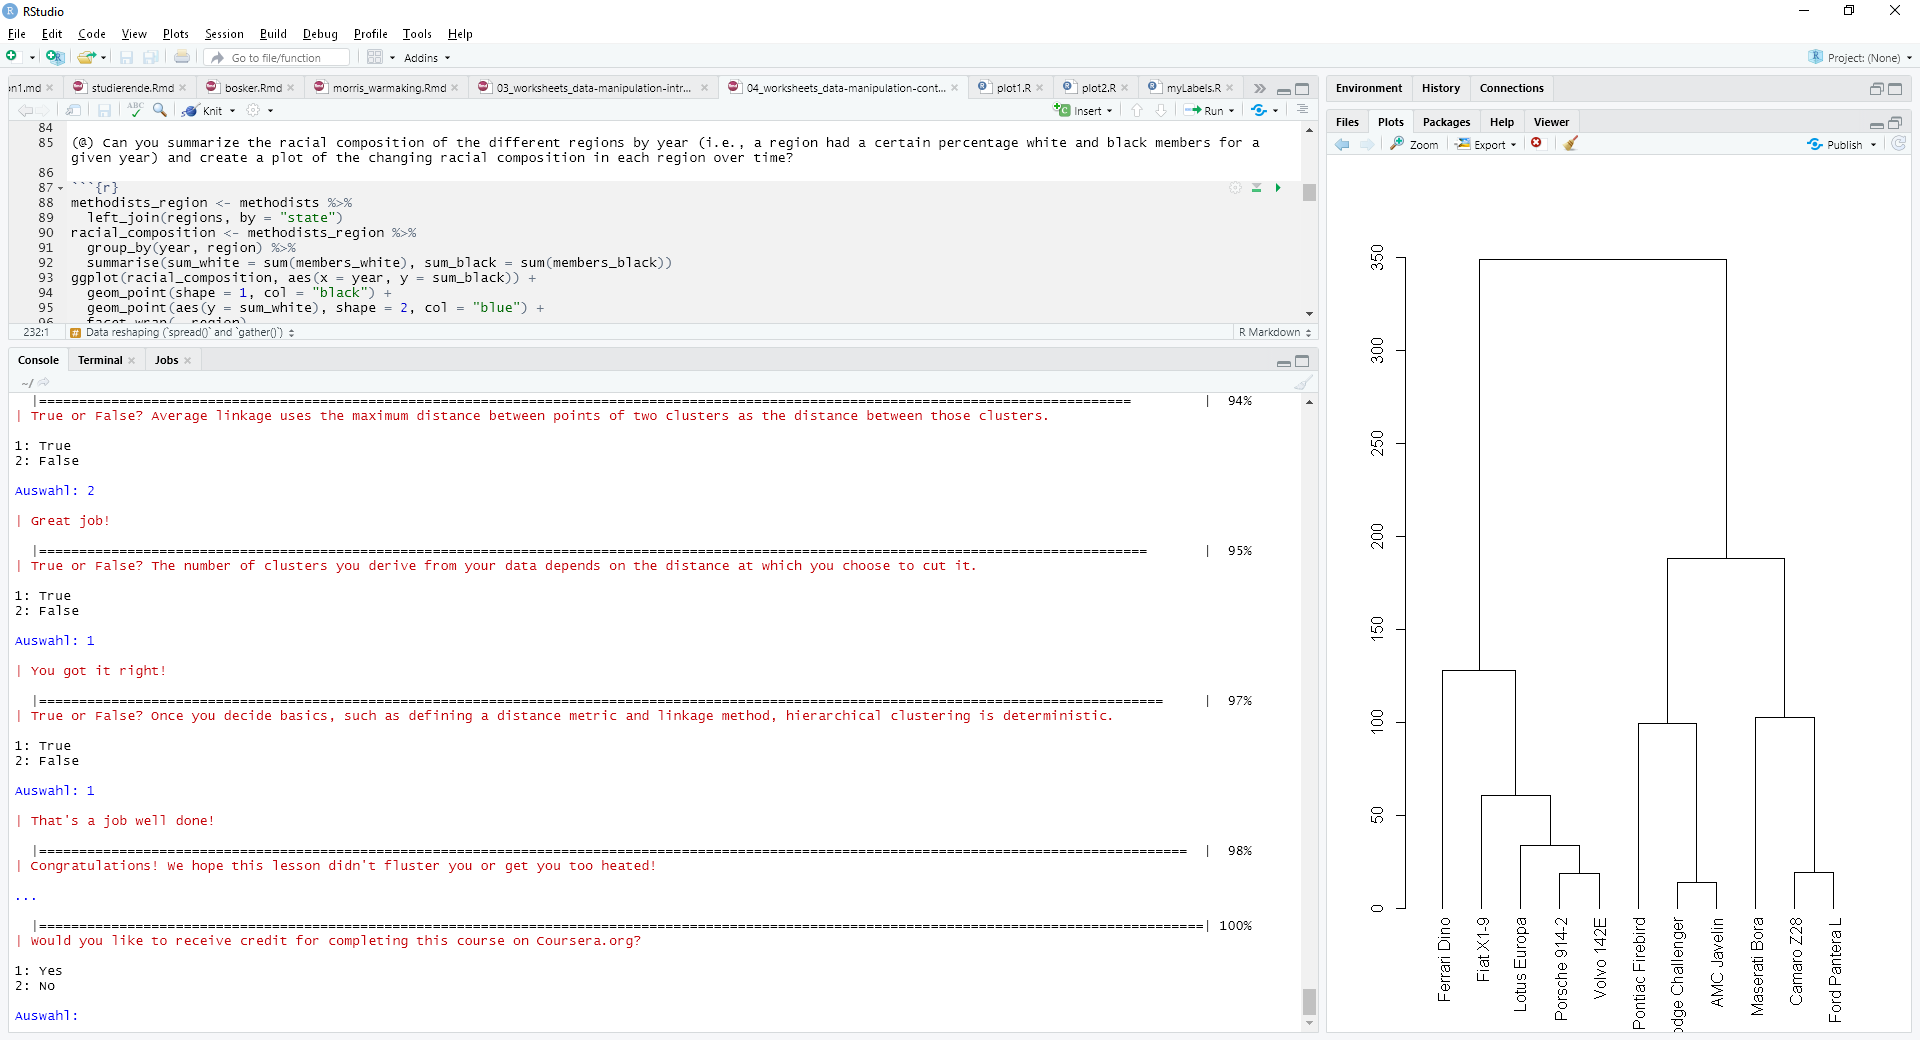 RStudio
File Edit Code View Plots Session Build Debug Profile Tools Help
Go to file/function Addins Project: (None)
on1.md studierende.Rmd bosker.Rmd morris_warmaking.Rmd 03_worksheets_data-manipulation-intr... 04_worksheets_data-manipulation-cont... plot1.R plot2.R myLabels.R
ABC Knit Insert Run
84
85 (@) Can you summarize the racial composition of the different regions by year (i.e., a region had a certain percentage white and black members for a
given year) and create a plot of the changing racial composition in each region over time?
86
87 ```{r}
88 methodists_region <- methodists %>%
89 left_join(regions, by = "state")
90 racial_composition <- methodists_region %>%
91 group_by(year, region) %>%
92 summarise(sum_white = sum(members_white), sum_black = sum(members_black))
93 ggplot(racial_composition, aes(x = year, y = sum_black)) +
94 geom_point(shape = 1, col = "black") +
95 geom_point(aes(y = sum_white), shape = 2, col = "blue") +
232:1 # Data reshaping (`spread()` and `gather()`) R Markdown
Console Terminal Jobs
~/
94%
| True or False? Average linkage uses the maximum distance between points of two clusters as the distance between those clusters.
1: True
2: False
Auswahl: 2
| Great job!
95%
| True or False? The number of clusters you derive from your data depends on the distance at which you choose to cut it.
1: True
2: False
Auswahl: 1
| You got it right!
97%
| True or False? Once you decide basics, such as defining a distance metric and linkage method, hierarchical clustering is deterministic.
1: True
2: False
Auswahl: 1
| That's a job well done!
98%
| Congratulations! We hope this lesson didn't fluster you or get you too heated!
...
100%
| Would you like to receive credit for completing this course on Coursera.org?
1: Yes
2: No
Auswahl:
Environment History Connections
Files Plots Packages Help Viewer
Zoom Export Publish
350
300
250
200
150
100
50
0
Ferrari Dino
Fiat X1-9
Lotus Europa
Porsche 914-2
Volvo 142E
Pontiac Firebird
odge Challenger
AMC Javelin
Maserati Bora
Camaro Z28
Ford Pantera L